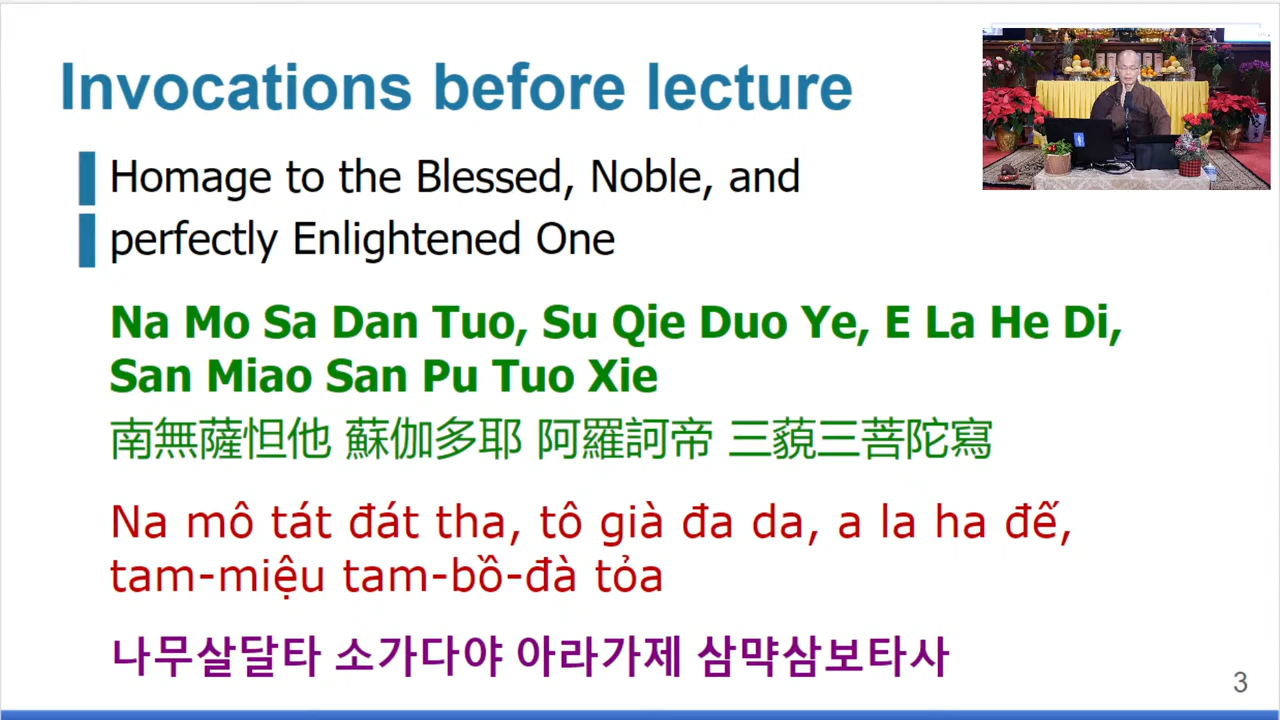 Invocations before lecture
Homage to the Blessed, Noble, and
perfectly Enlightened One
Na Mo Sa Dan Tuo, Su Qie Duo Ye, E La He Di,
San Miao San Pu Tuo Xie
南無薩怛他 蘇伽多耶 阿羅訶帝 三藐三菩陀寫
Na mô tát đát tha, tô già đa da, a la ha đế,
tam-miệu tam-bồ-đà tỏa
나무살달타 소가다야 아라가제 삼먁삼보타사
3